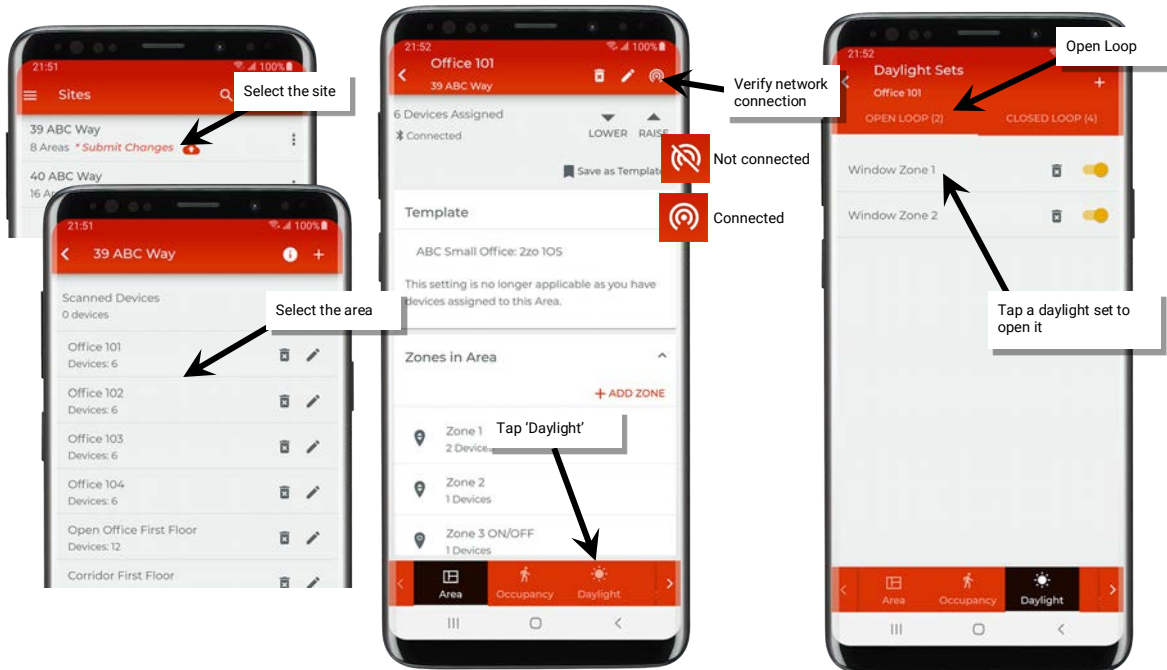 21:51
100%
Sites
Select the site
39 ABC Way
8 Areas * Submit Changes
40 ABC Way
21:51
100%
39 ABC Way
Scanned Devices
0 devices
Select the area
Office 101
Devices: 6
Office 102
Devices: 6
Office 103
Devices: 6
Office 104
Devices: 6
Open Office First Floor
Devices: 12
Corridor First Floor
21:52
100%
Office 101
39 ABC Way
Verify network
connection
6 Devices Assigned
Connected
LOWER RAISE
Not connected
Save as Template
Connected
Template
ABC Small Office: 2zo 1OS
This setting is no longer applicable as you have
devices assigned to this Area.
Zones in Area
+ ADD ZONE
Zone 1
Tap ‘Daylight’
2 Devices
Zone 2
1 Devices
Zone 3 ON/OFF
1 Devices
Area Occupancy Daylight
21:52
Open Loop
Daylight Sets
Office 101
OPEN LOOP (2) CLOSED LOOP (4)
Window Zone 1
Window Zone 2
Tap a daylight set to
open it
Area Occupancy Daylight